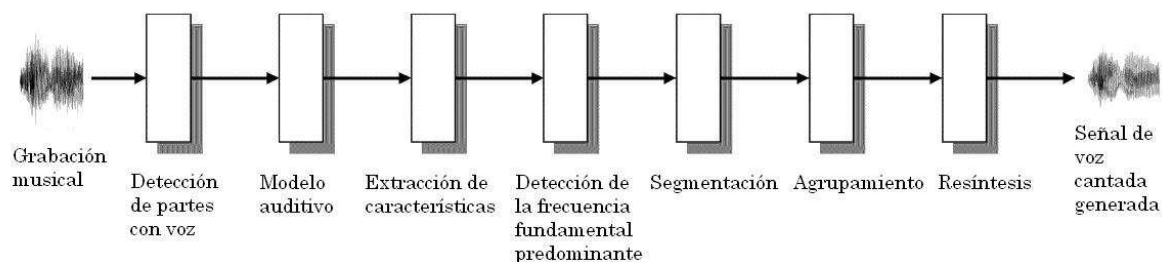 Grabación
musical
Detección
de partes
con voz
Modelo
auditivo
Extracción de
características
Detección de
la frecuencia
fundamental
predominante
Segmentación
Agrupamiento
Resíntesis
Señal de
voz
cantada
generada